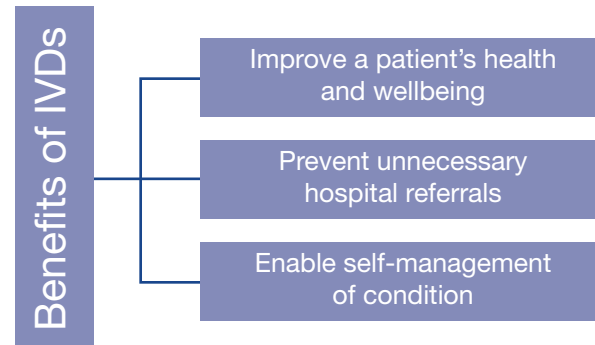 Benefits of IVDs
Improve a patient's health
and wellbeing
Prevent unnecessary
hospital referrals
Enable self-management
of condition